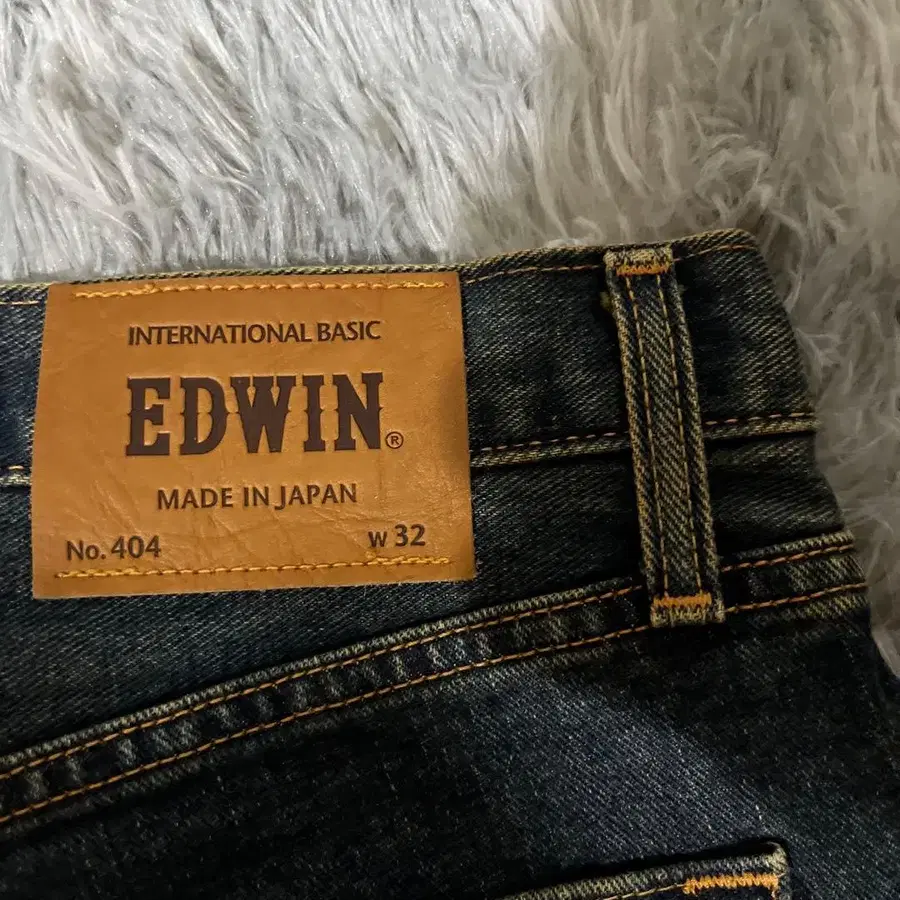 INTERNATIONAL BASIC
EDWIN®
MADE IN JAPAN
No. 404 W 32